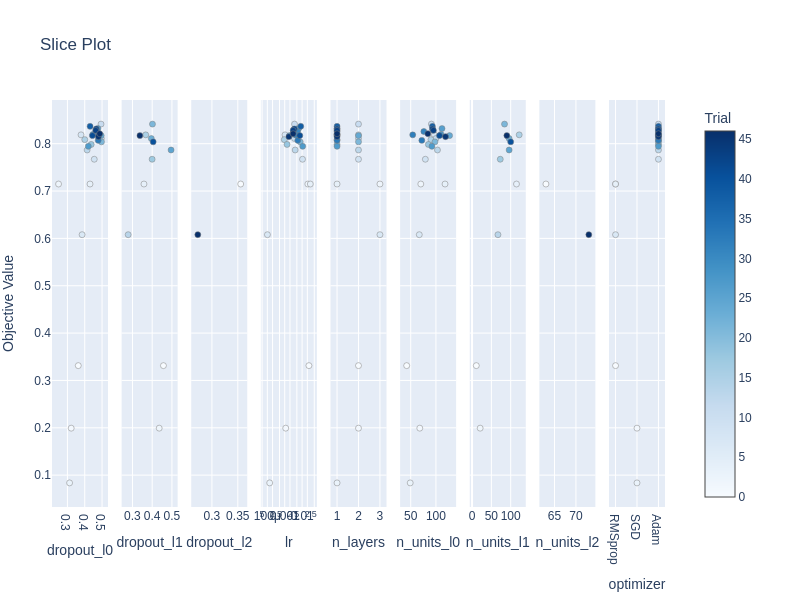 Slice Plot
Trial
45
40
35
30
25
20
15
10
5
0
Objective Value
0.8
0.7
0.6
0.5
0.4
0.3
0.2
0.1
0.3 0.4 0.5
0.3 0.4 0.5
0.3 0.35
1 2 3
50 100
0 50 100
65 70
RMSprop SGD Adam
dropout_l0 dropout_l1 dropout_l2 lr n_layers n_units_l0 n_units_l1 n_units_l2 optimizer